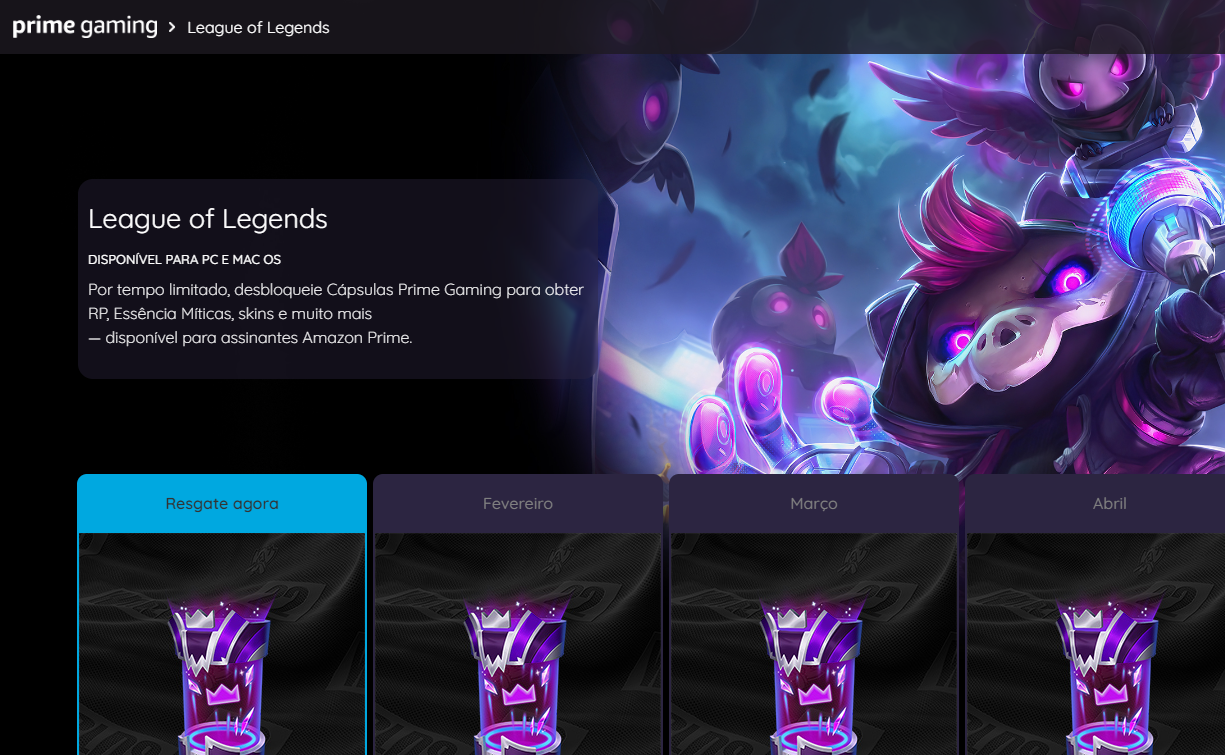 prime gaming > League of Legends
League of Legends
DISPONÍVEL PARA PC E MAC OS
Por tempo limitado, desbloqueie Cápsulas Prime Gaming para obter
RP, Essência Míticas, skins e muito mais
— disponível para assinantes Amazon Prime.
Resgate agora
Fevereiro
Março
Abril